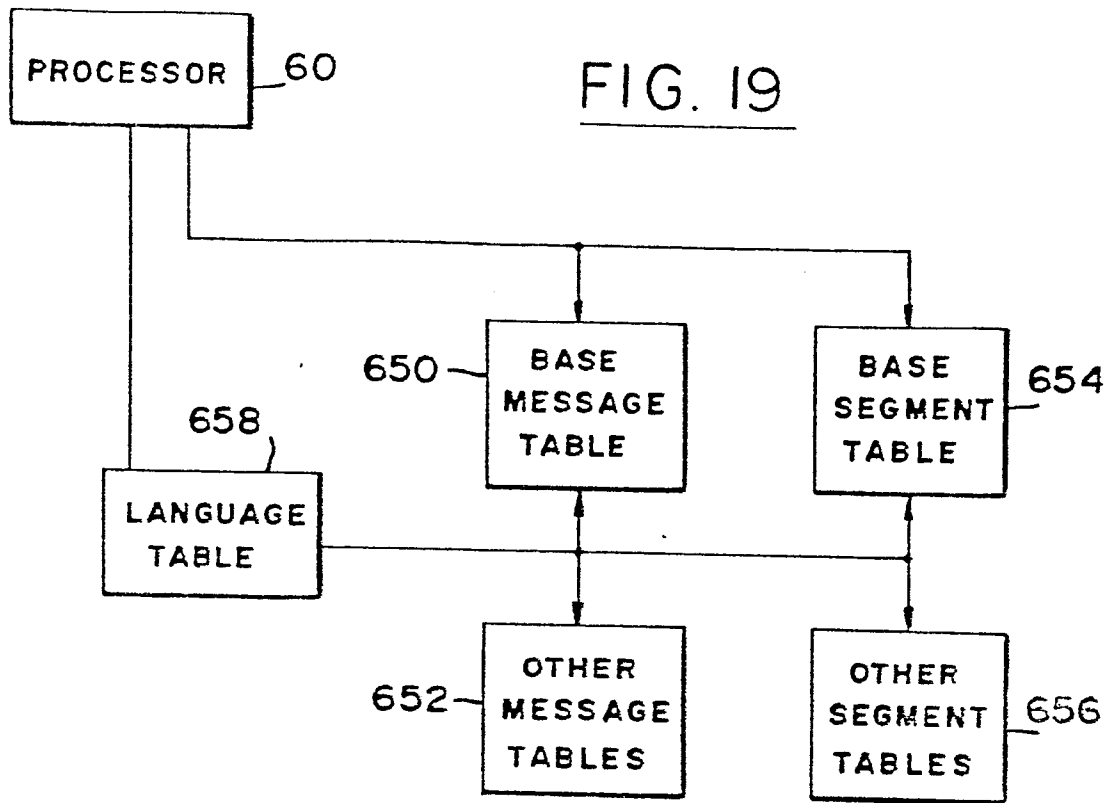 PROCESSOR
60
FIG. 19
650
BASE
MESSAGE
TABLE
BASE
SEGMENT
TABLE
654
658
LANGUAGE
TABLE
652
OTHER
MESSAGE
TABLES
OTHER
SEGMENT
TABLES
656